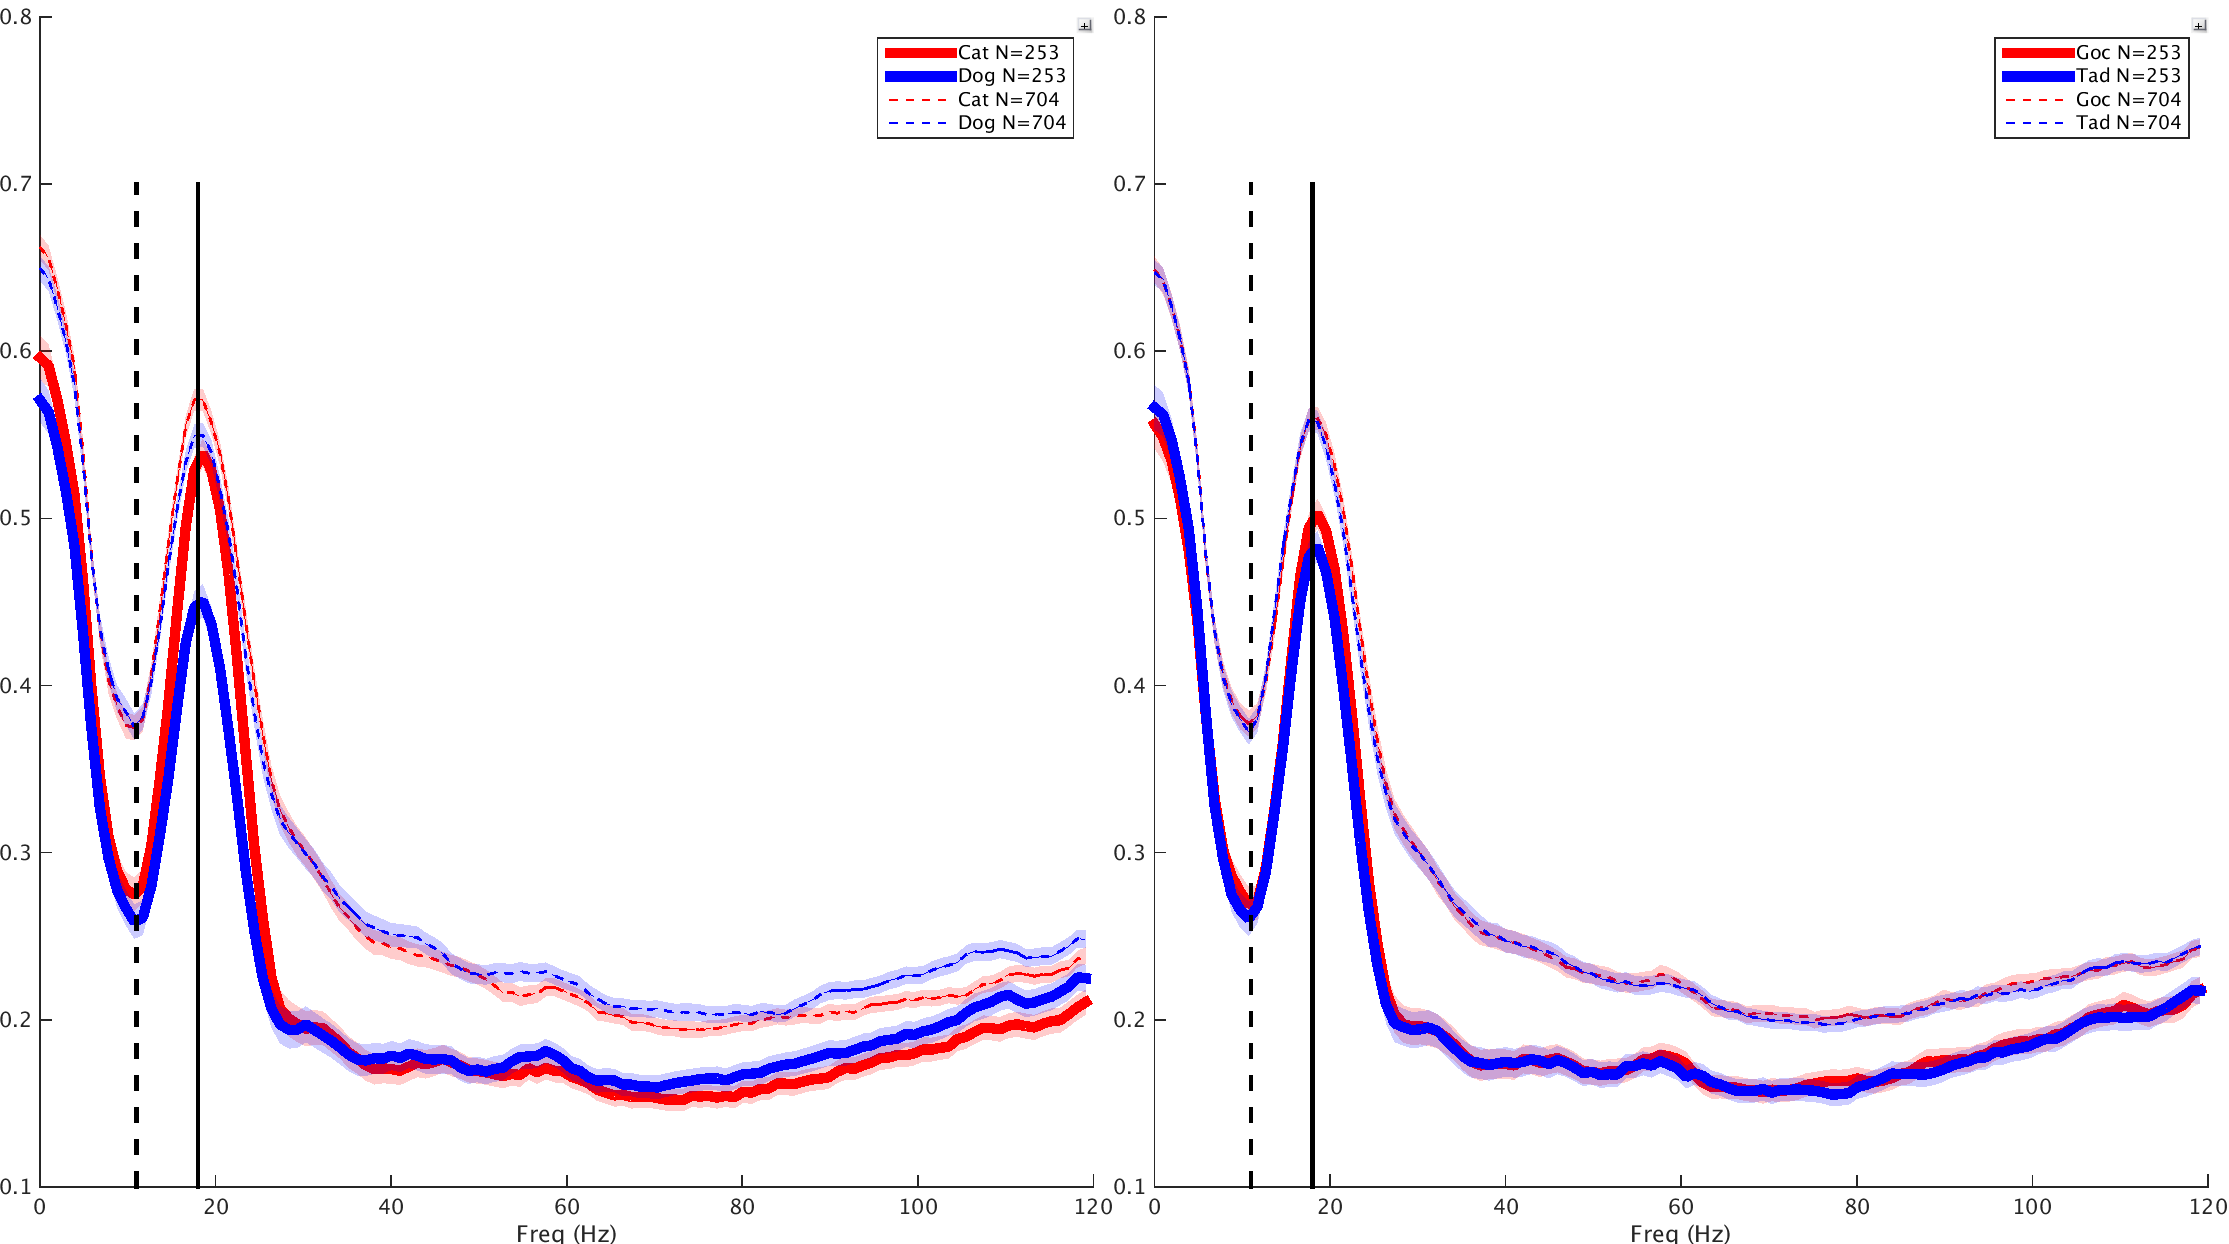 0.8
0.7
0.6
0.5
0.4
0.3
0.2
0.1
0 20 40 60 80 100 120
Freq (Hz)
Cat N=253
Dog N=253
Cat N=704
Dog N=704
0.8
0.7
0.6
0.5
0.4
0.3
0.2
0.1
0 20 40 60 80 100 120
Freq (Hz)
Goc N=253
Tad N=253
Goc N=704
Tad N=704